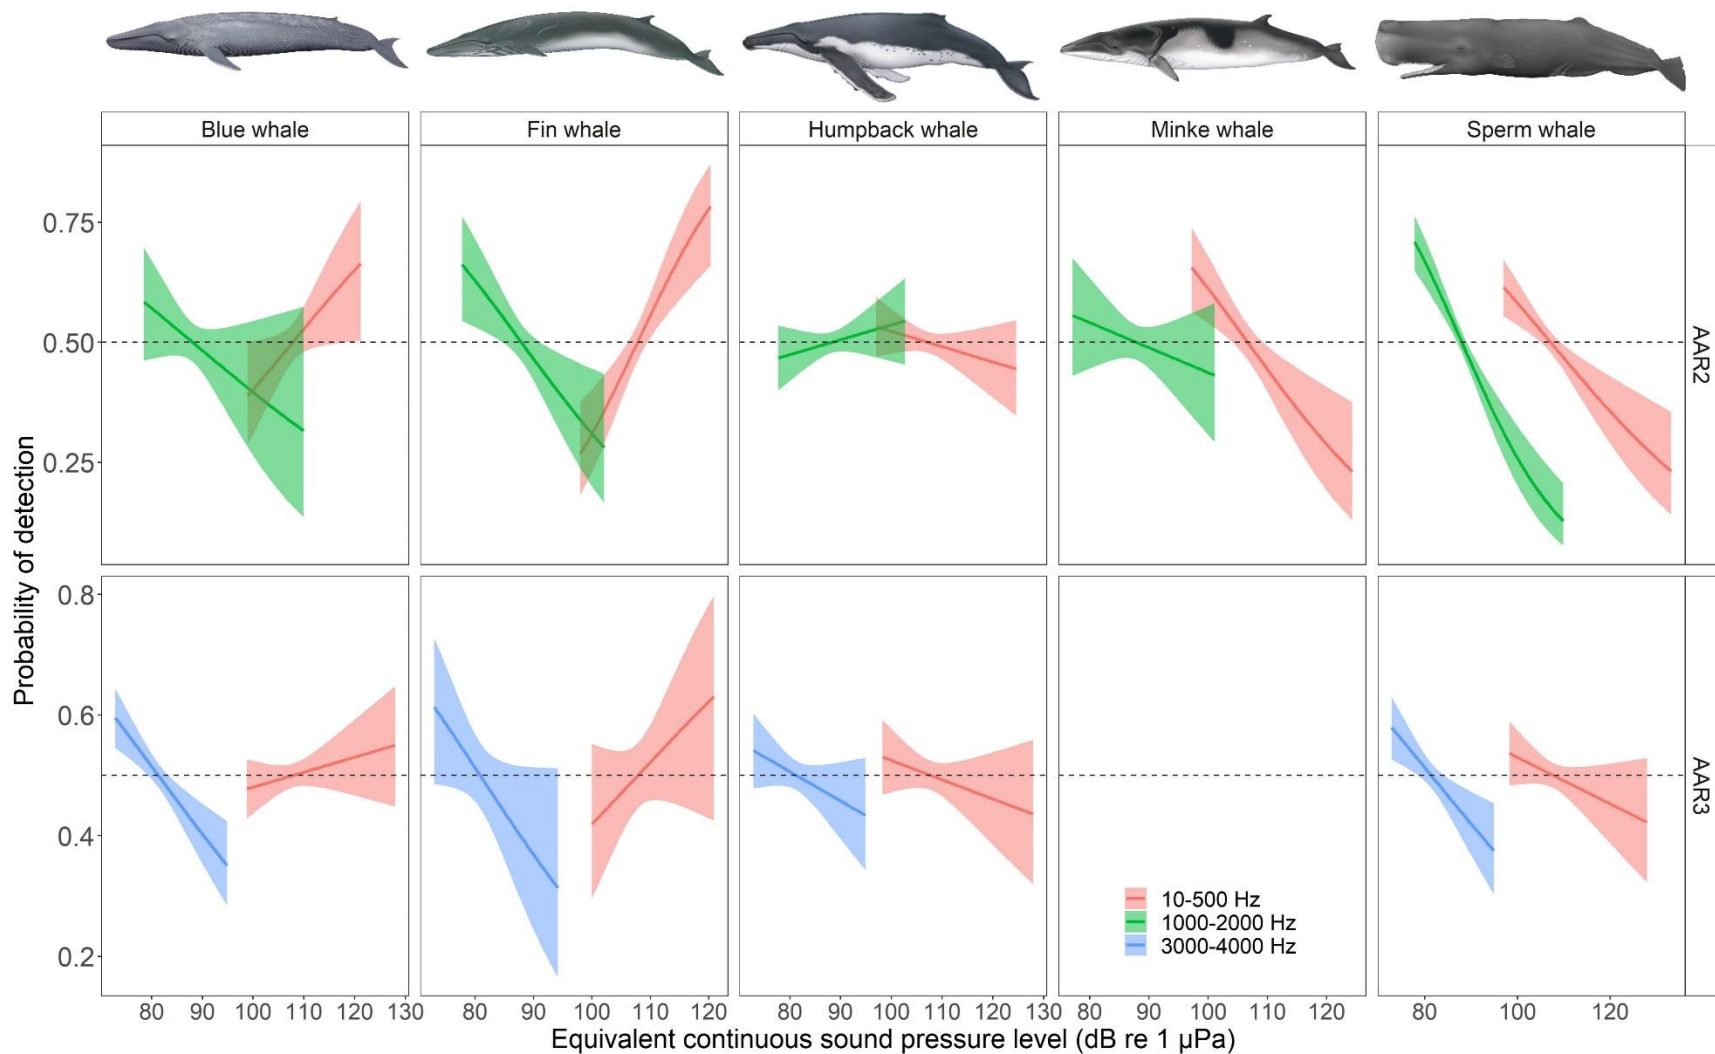 Blue whale Fin whale Humpback whale Minke whale Sperm whale
Probability of detection
0.75
0.50
0.25
AAR2
0.8
0.6
0.4
0.2
AAR3
10-500 Hz
1000-2000 Hz
3000-4000 Hz
80 90 100 110 120 130 80 90 100 110 120 80 90 100 110 120 130 80 90 100 110 120 80 100 120
Equivalent continuous sound pressure level (dB re 1 μPa)